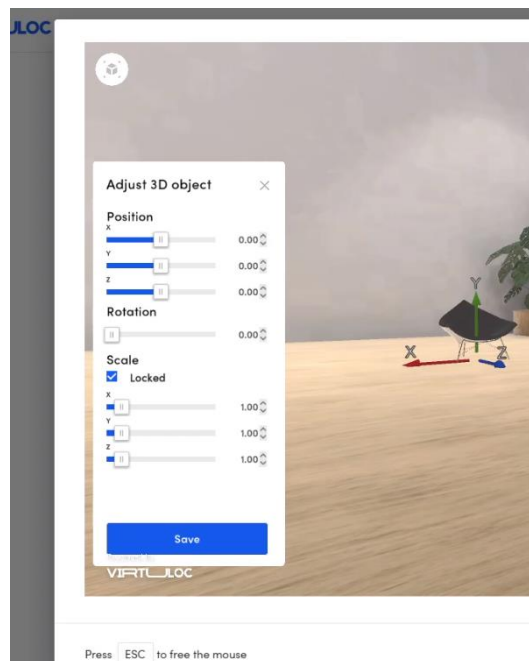 JLOC
Adjust 3D object
Position
X
0.00
Y
0.00
Z
0.00
Rotation
0.00
Scale
Locked
X
1.00
Y
1.00
Z
1.00
Save
VIRTULOC
Y
X
Z
Press ESC to free the mouse